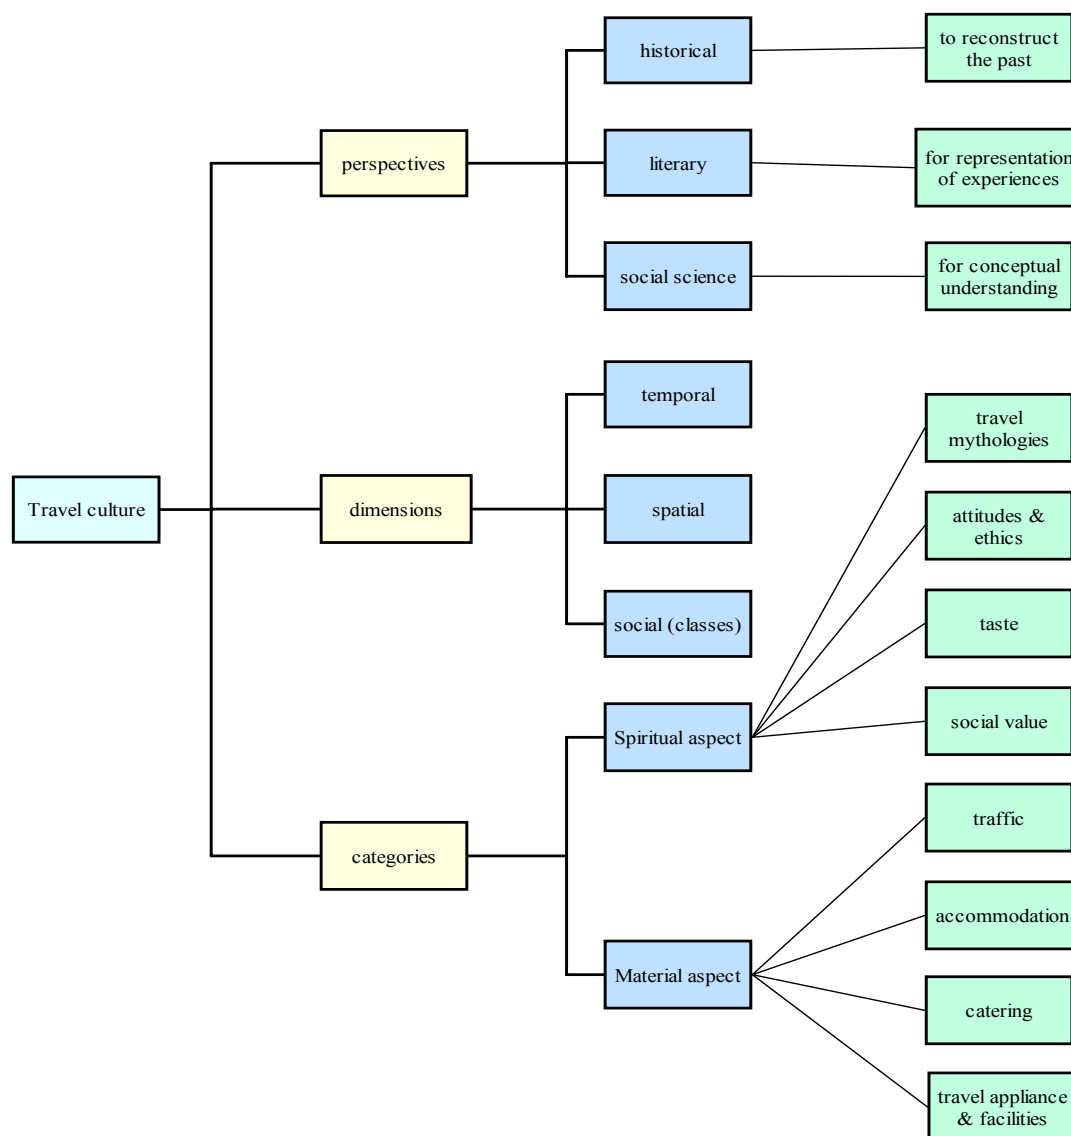 Travel culture
perspectives
historical
to reconstruct
the past
literary
for representation
of experiences
social science
for conceptual
understanding
dimensions
temporal
spatial
social (classes)
categories
Spiritual aspect
travel
mythologies
attitudes &
ethics
taste
social value
Material aspect
traffic
accommodation
catering
travel appliance
& facilities